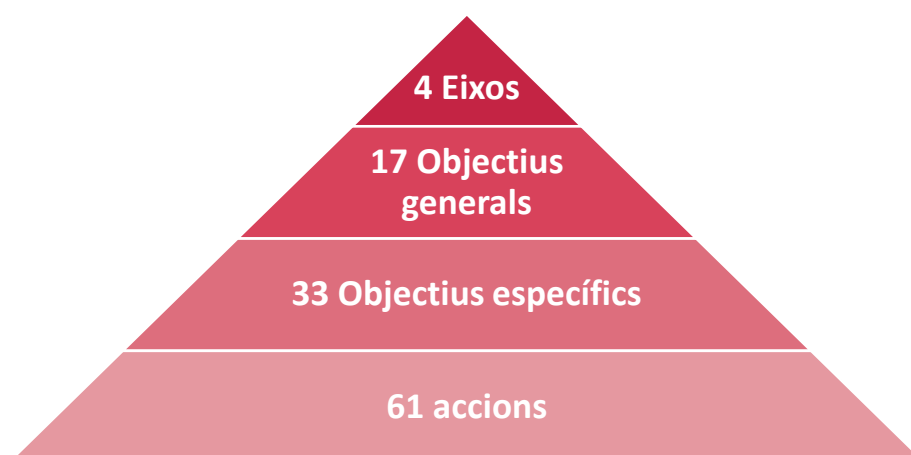 4 Eixos
17 Objectius
generals
33 Objectius específics
61 accions